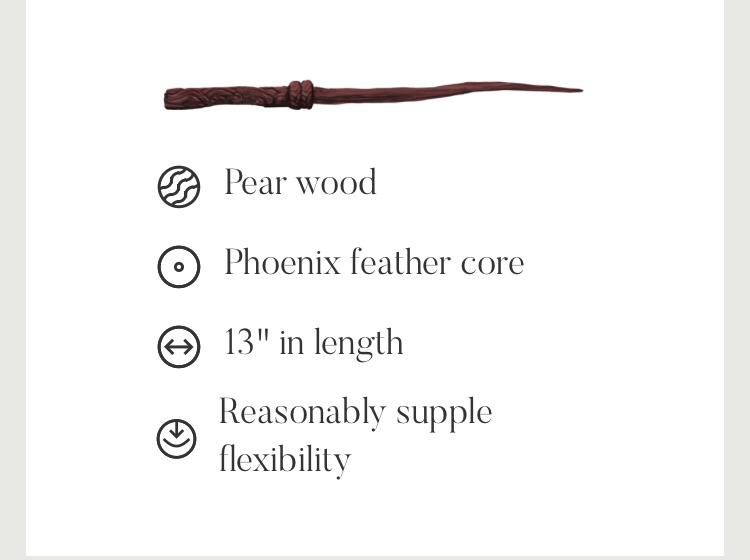 Pear wood
Phoenix feather core
13" in length
Reasonably supple
flexibility